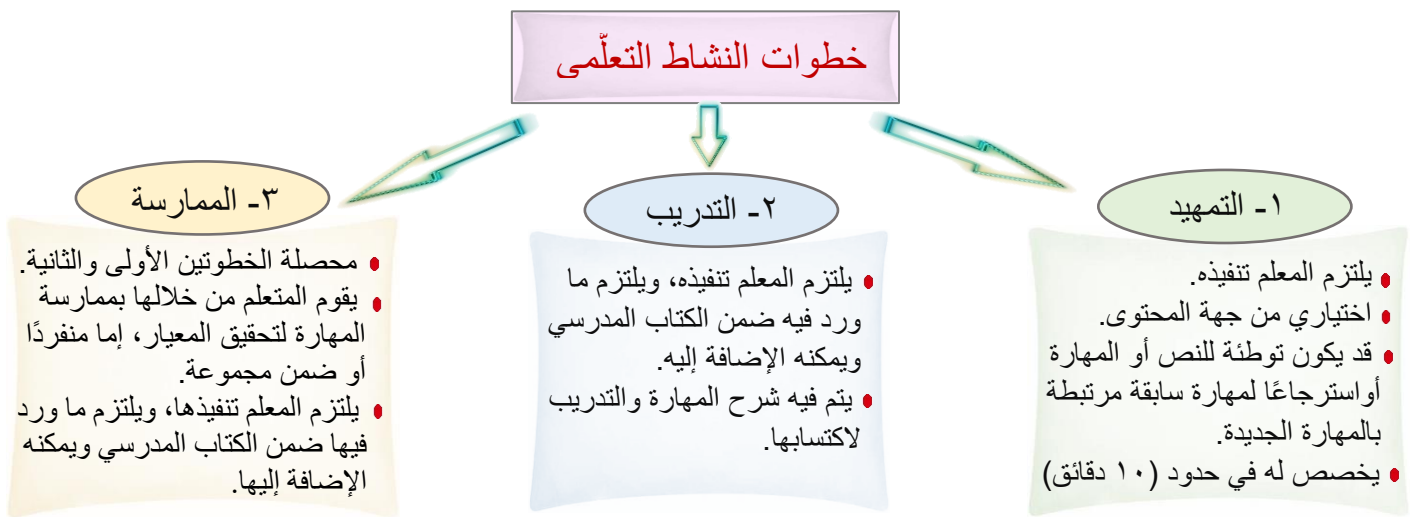 خطوات النشاط التعلّمى
١- التمهيد
يلتزم المعلم تنفيذه.
اختياري من جهة المحتوى.
قد يكون توطئة للنص أو المهارة
أواسترجاعًا لمهارة سابقة مرتبطة
بالمهارة الجديدة.
يخصص له في حدود (١٠ دقائق)
٢- التدريب
يلتزم المعلم تنفيذه، ويلتزم ما
ورد فيه ضمن الكتاب المدرسي
ويمكنه الإضافة إليه.
يتم فيه شرح المهارة والتدريب
لاكتسابها.
٣- الممارسة
محصلة الخطوتين الأولى والثانية.
يقوم المتعلم من خلالها بممارسة
المهارة لتحقيق المعيار، إما منفردًا
أو ضمن مجموعة.
يلتزم المعلم تنفيذها، ويلتزم ما ورد
فيها ضمن الكتاب المدرسي ويمكنه
الإضافة إليها.